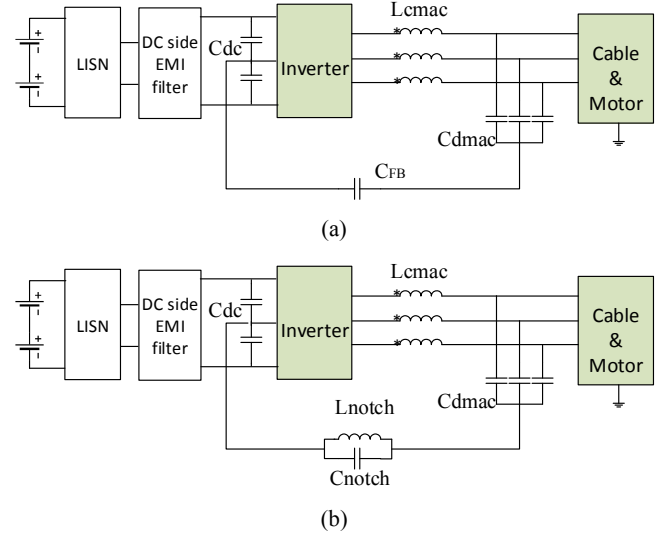 Lcmac
LISN
DC side
EMI
filter
Cdc
Inverter
Cable
&
Motor
Cdmac
CFB
(a)
Lcmac
LISN
DC side
EMI
filter
Cdc
Inverter
Cable
&
Motor
Cdmac
Lnotch
Cnotch
(b)